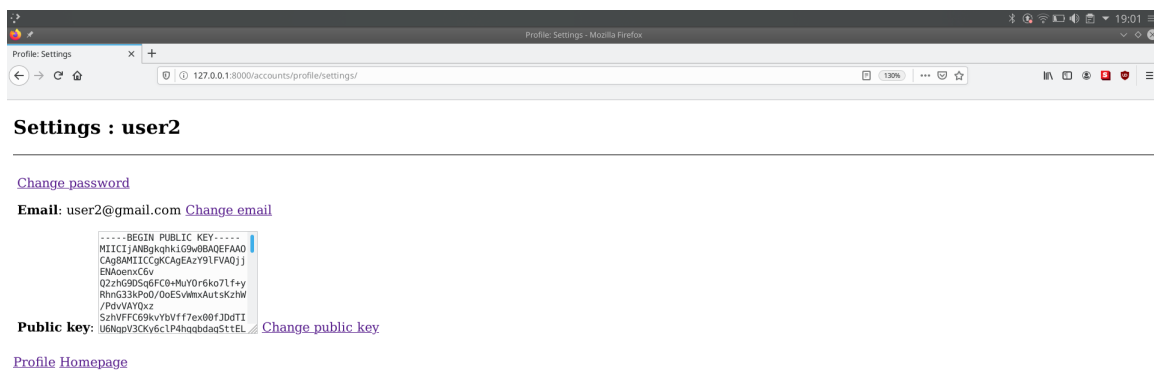 19:01
Profile: Settings - Mozilla Firefox
Profile: Settings
127.0.0.1:8000/accounts/profile/settings/
130%
Settings : user2
Change password
Email: user2@gmail.com Change email
-----BEGIN PUBLIC KEY-----
MIICIjANBgkqhkiG9w0BAQEFAAO
CAg8AMIICCgKCAgEAzY9lFVAQjj
ENAoenxC6v
Q2zhG9DSq6FC0+MuYOr6ko7lf+y
RhnG33kPoO/OoESvWmxAutsKzhW
/PdvVAYQxz
SzhVFFC69kvYbVff7ex00fJDdTI
U6NqpV3CKy6clP4hgqbdagSttEL
Public key: Change public key
Profile Homepage